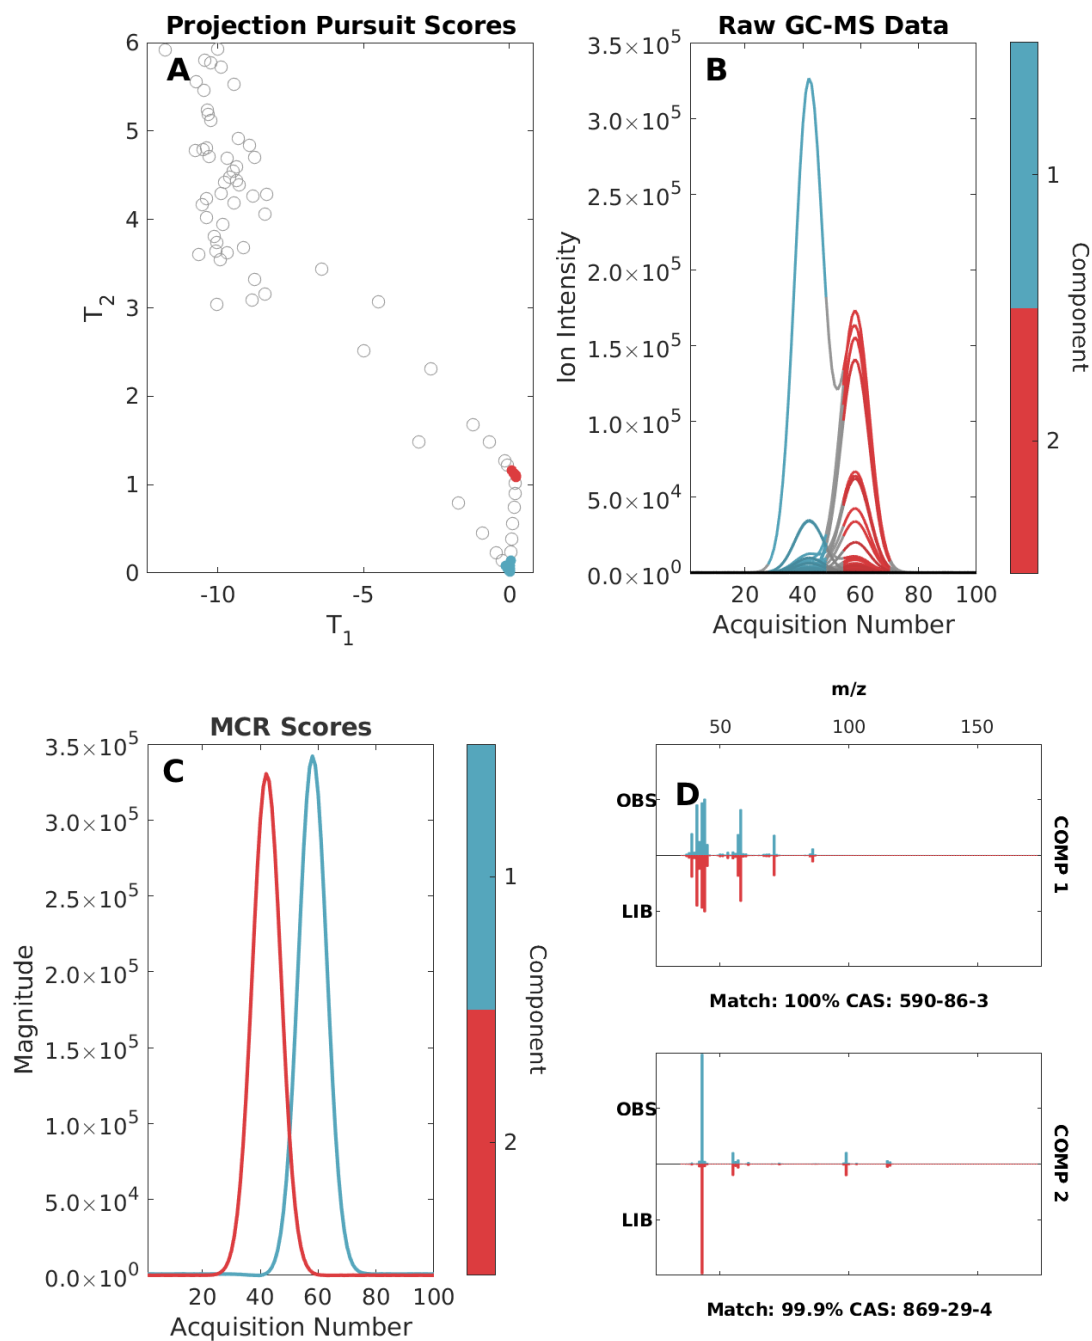 Projection Pursuit Scores
A
6
5
4
3
2
1
0
T2
-10
-5
0
T1
Raw GC-MS Data
B
3.5×10^5
3.0×10^5
2.5×10^5
2.0×10^5
1.5×10^5
1.0×10^5
5.0×10^4
0.0×10^0
Ion Intensity
20
40
60
80
100
Acquisition Number
1
2
Component
MCR Scores
C
3.5×10^5
3.0×10^5
2.5×10^5
2.0×10^5
1.5×10^5
1.0×10^5
5.0×10^4
0.0×10^0
Magnitude
20
40
60
80
100
Acquisition Number
1
2
Component
m/z
50
100
150
D
OBS
LIB
COMP 1
Match: 100% CAS: 590-86-3
OBS
LIB
COMP 2
Match: 99.9% CAS: 869-29-4